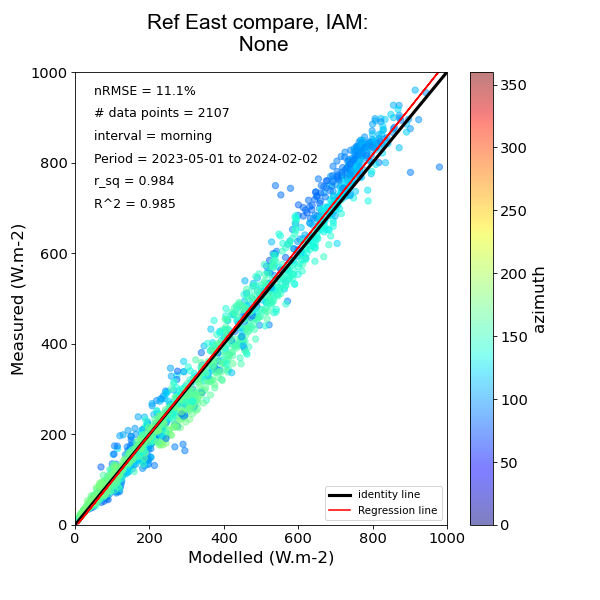 Ref East compare, IAM:
None
nRMSE = 11.1%
# data points = 2107
interval = morning
Period = 2023-05-01 to 2024-02-02
r_sq = 0.984
R^2 = 0.985
1000
800
600
400
200
0
Measured (W.m-2)
0 200 400 600 800 1000
Modelled (W.m-2)
identity line
Regression line
350
300
250
200
150
100
50
0
azimuth